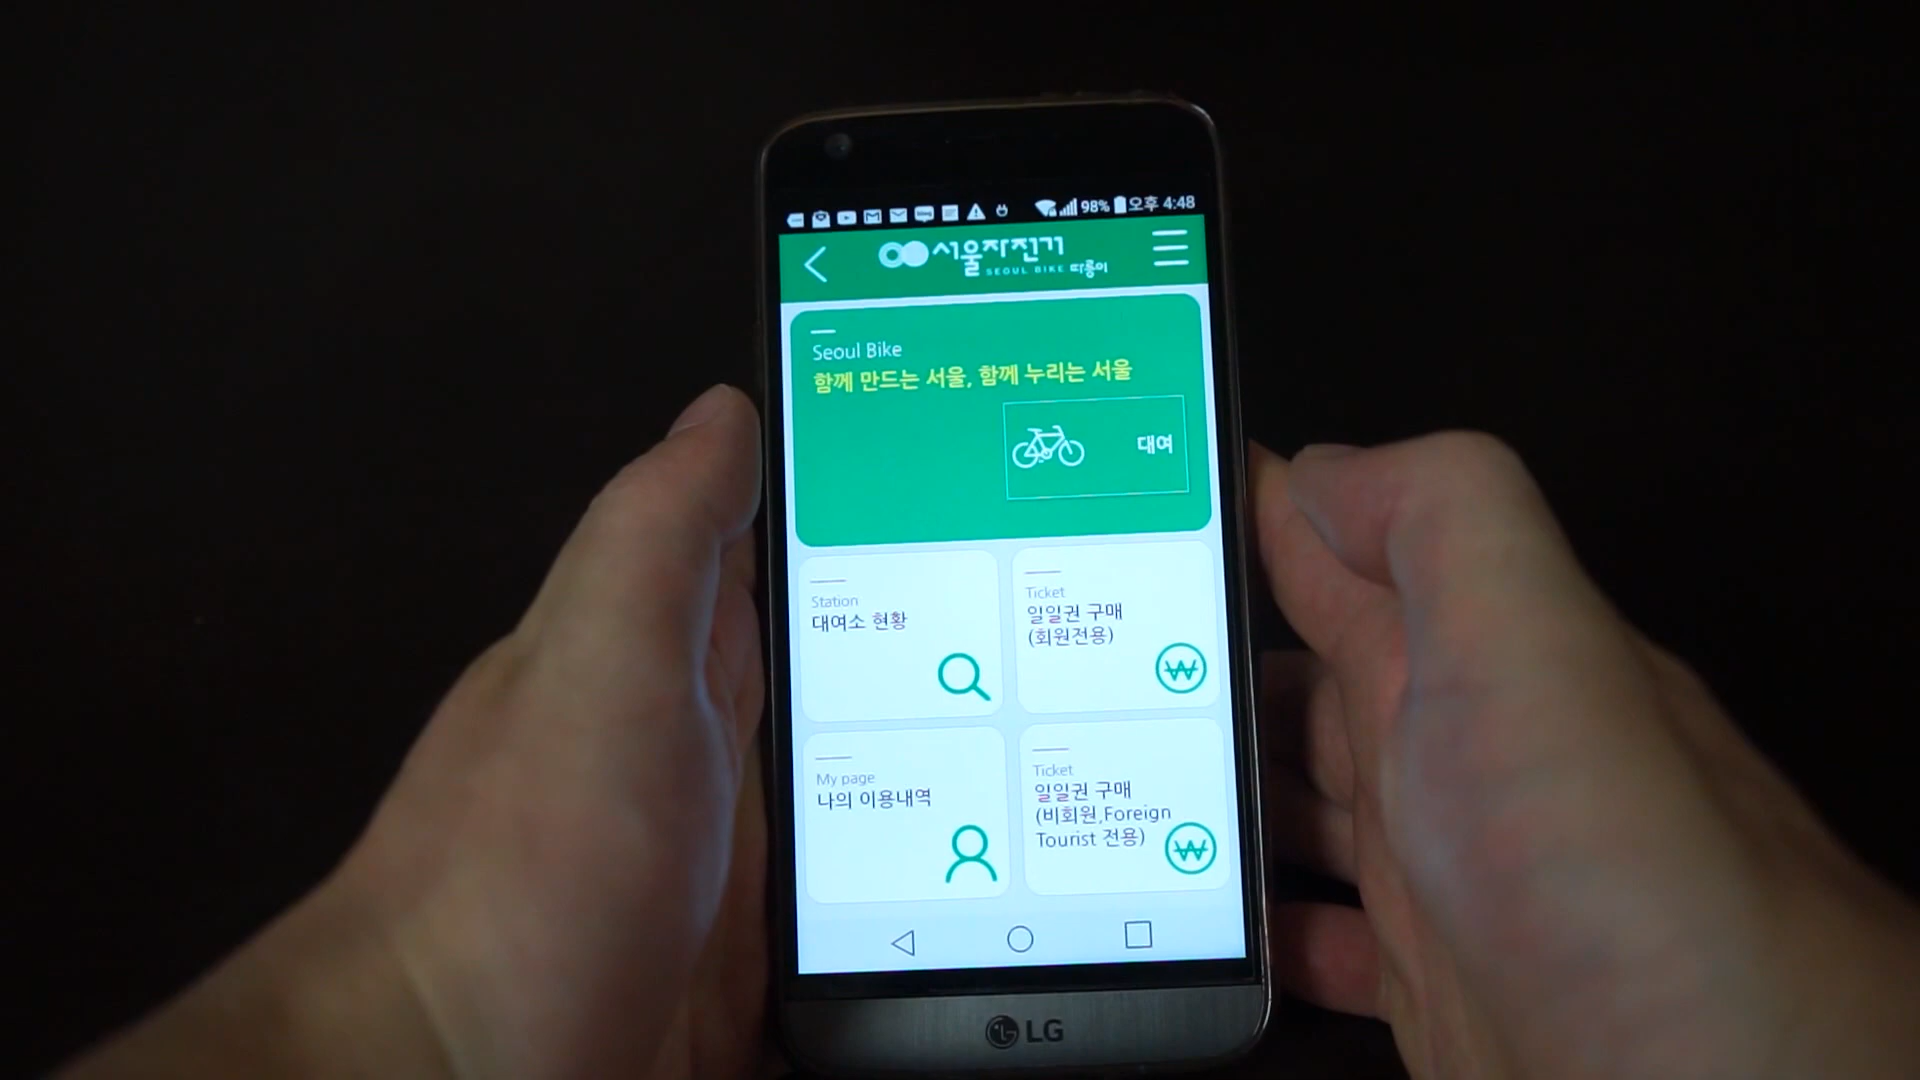 98% 오후 4:48
서울자전거
SEOUL BIKE 따릉이
Seoul Bike
함께 만드는 서울, 함께 누리는 서울
대여
Station
대여소 현황
Ticket
일일권 구매
(회원전용)
My page
나의 이용내역
Ticket
일일권 구매
(비회원,Foreign
Tourist 전용)
LG